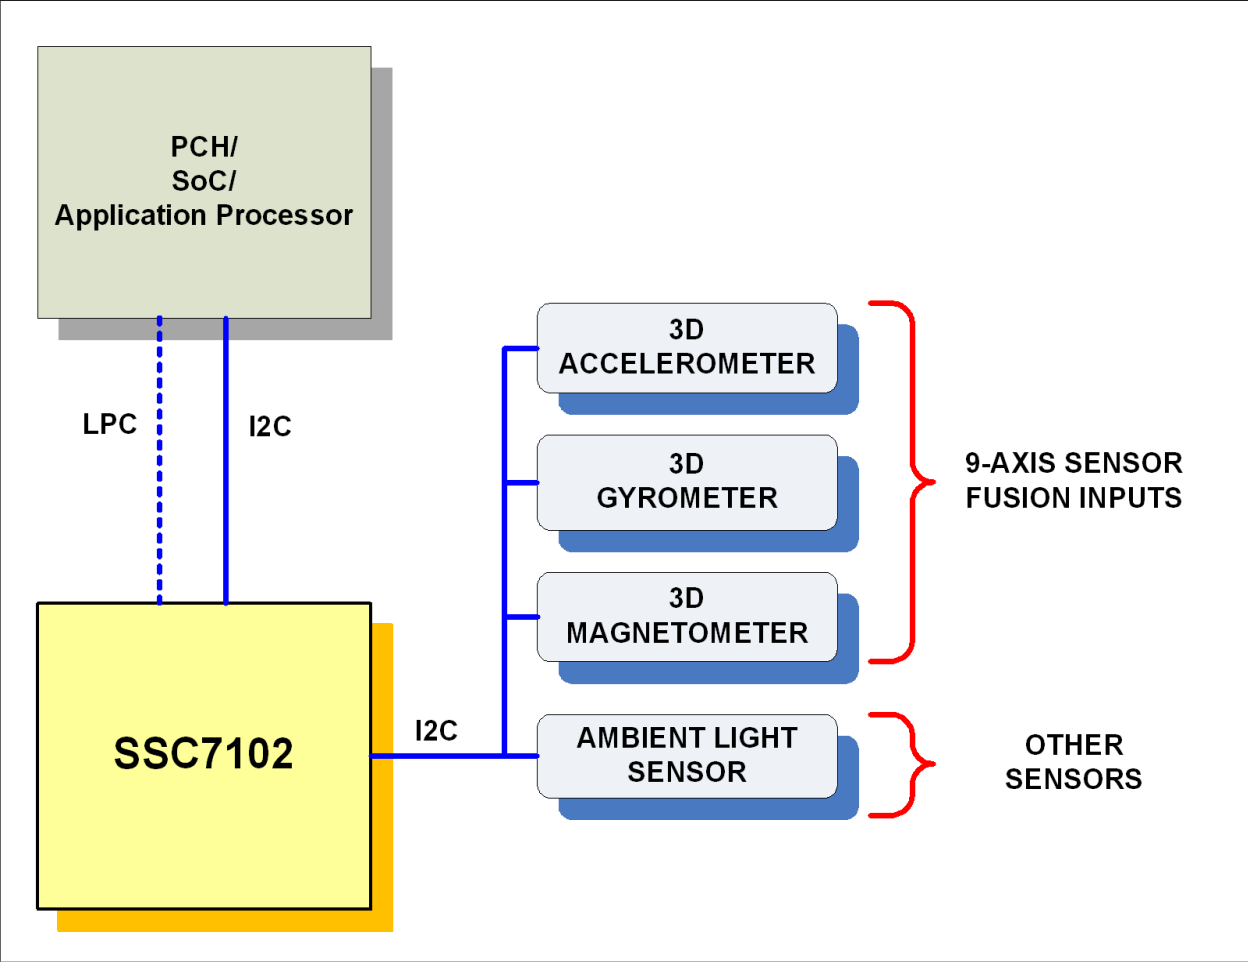 PCH/
SoC/
Application Processor
LPC
I2C
SSC7102
I2C
3D
ACCELEROMETER
3D
GYROMETER
3D
MAGNETOMETER
AMBIENT LIGHT
SENSOR
9-AXIS SENSOR
FUSION INPUTS
OTHER
SENSORS